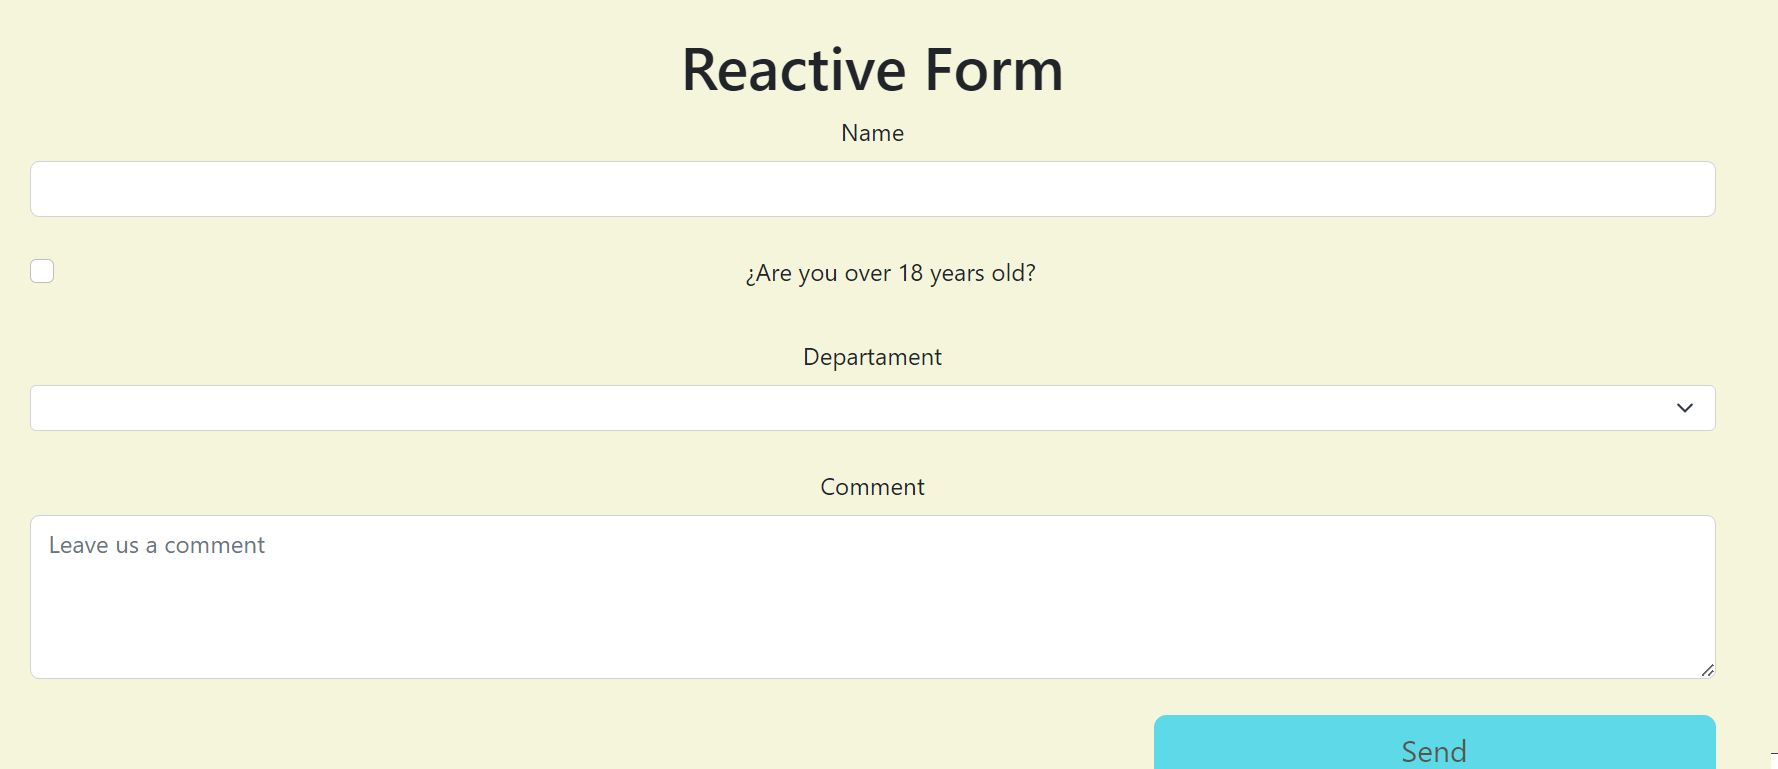 Reactive Form
Name
¿Are you over 18 years old?
Departament
Comment
Leave us a comment
Send